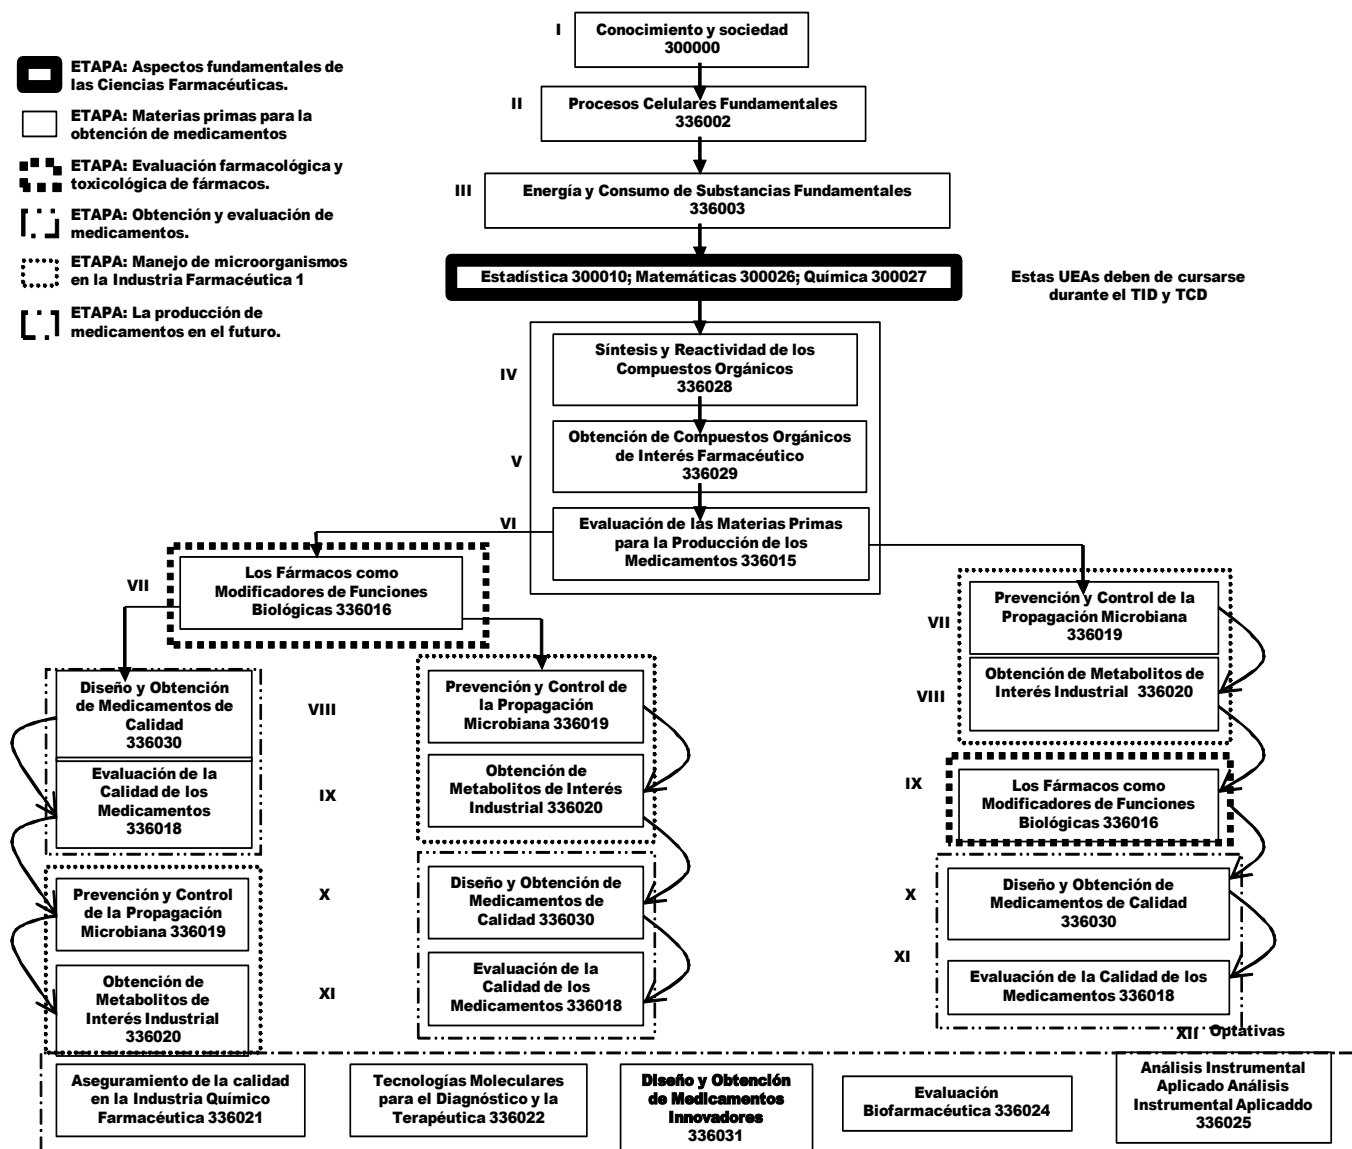 I
Conocimiento y sociedad
300000
ETAPA: Aspectos fundamentales de
las Ciencias Farmacéuticas.
ETAPA: Materias primas para la
obtención de medicamentos
ETAPA: Evaluación farmacológica y
toxicológica de fármacos.
ETAPA: Obtención y evaluación de
medicamentos.
ETAPA: Manejo de microorganismos
en la Industria Farmacéutica 1
ETAPA: La producción de
medicamentos en el futuro.
II
Procesos Celulares Fundamentales
336002
III
Energía y Consumo de Substancias Fundamentales
336003
Estadística 300010; Matemáticas 300026; Química 300027
Estas UEAs deben de cursarse
durante el TID y TCD
IV
Síntesis y Reactividad de los
Compuestos Orgánicos
336028
V
Obtención de Compuestos Orgánicos
de Interés Farmacéutico
336029
VI
Evaluación de las Materias Primas
para la Producción de los
Medicamentos 336015
VII
Los Fármacos como
Modificadores de Funciones
Biológicas 336016
Diseño y Obtención
de Medicamentos de
Calidad
336030
Evaluación de la
Calidad de los
Medicamentos
336018
Prevención y Control
de la Propagación
Microbiana 336019
Obtención de
Metabolitos de
Interés Industrial
336020
VIII
IX
X
XI
Prevención y Control de
la Propagación
Microbiana 336019
Obtención de
Metabolitos de Interés
Industrial 336020
Diseño y Obtención de
Medicamentos de
Calidad 336030
Evaluación de la
Calidad de los
Medicamentos 336018
VII
Prevención y Control de la
Propagación Microbiana
336019
VIII
Obtención de Metabolitos de
Interés Industrial 336020
IX
Los Fármacos como
Modificadores de Funciones
Biológicas 336016
X
Diseño y Obtención de
Medicamentos de Calidad
336030
XI
Evaluación de la Calidad de los
Medicamentos 336018
XII Optativas
Aseguramiento de la calidad
en la Industria Químico
Farmacéutica 336021
Tecnologías Moleculares
para el Diagnóstico y la
Terapéutica 336022
Diseño y Obtención
de Medicamentos
Innovadores
336031
Evaluación
Biofarmacéutica 336024
Análisis Instrumental
Aplicado Análisis
Instrumental Aplicaddo
336025